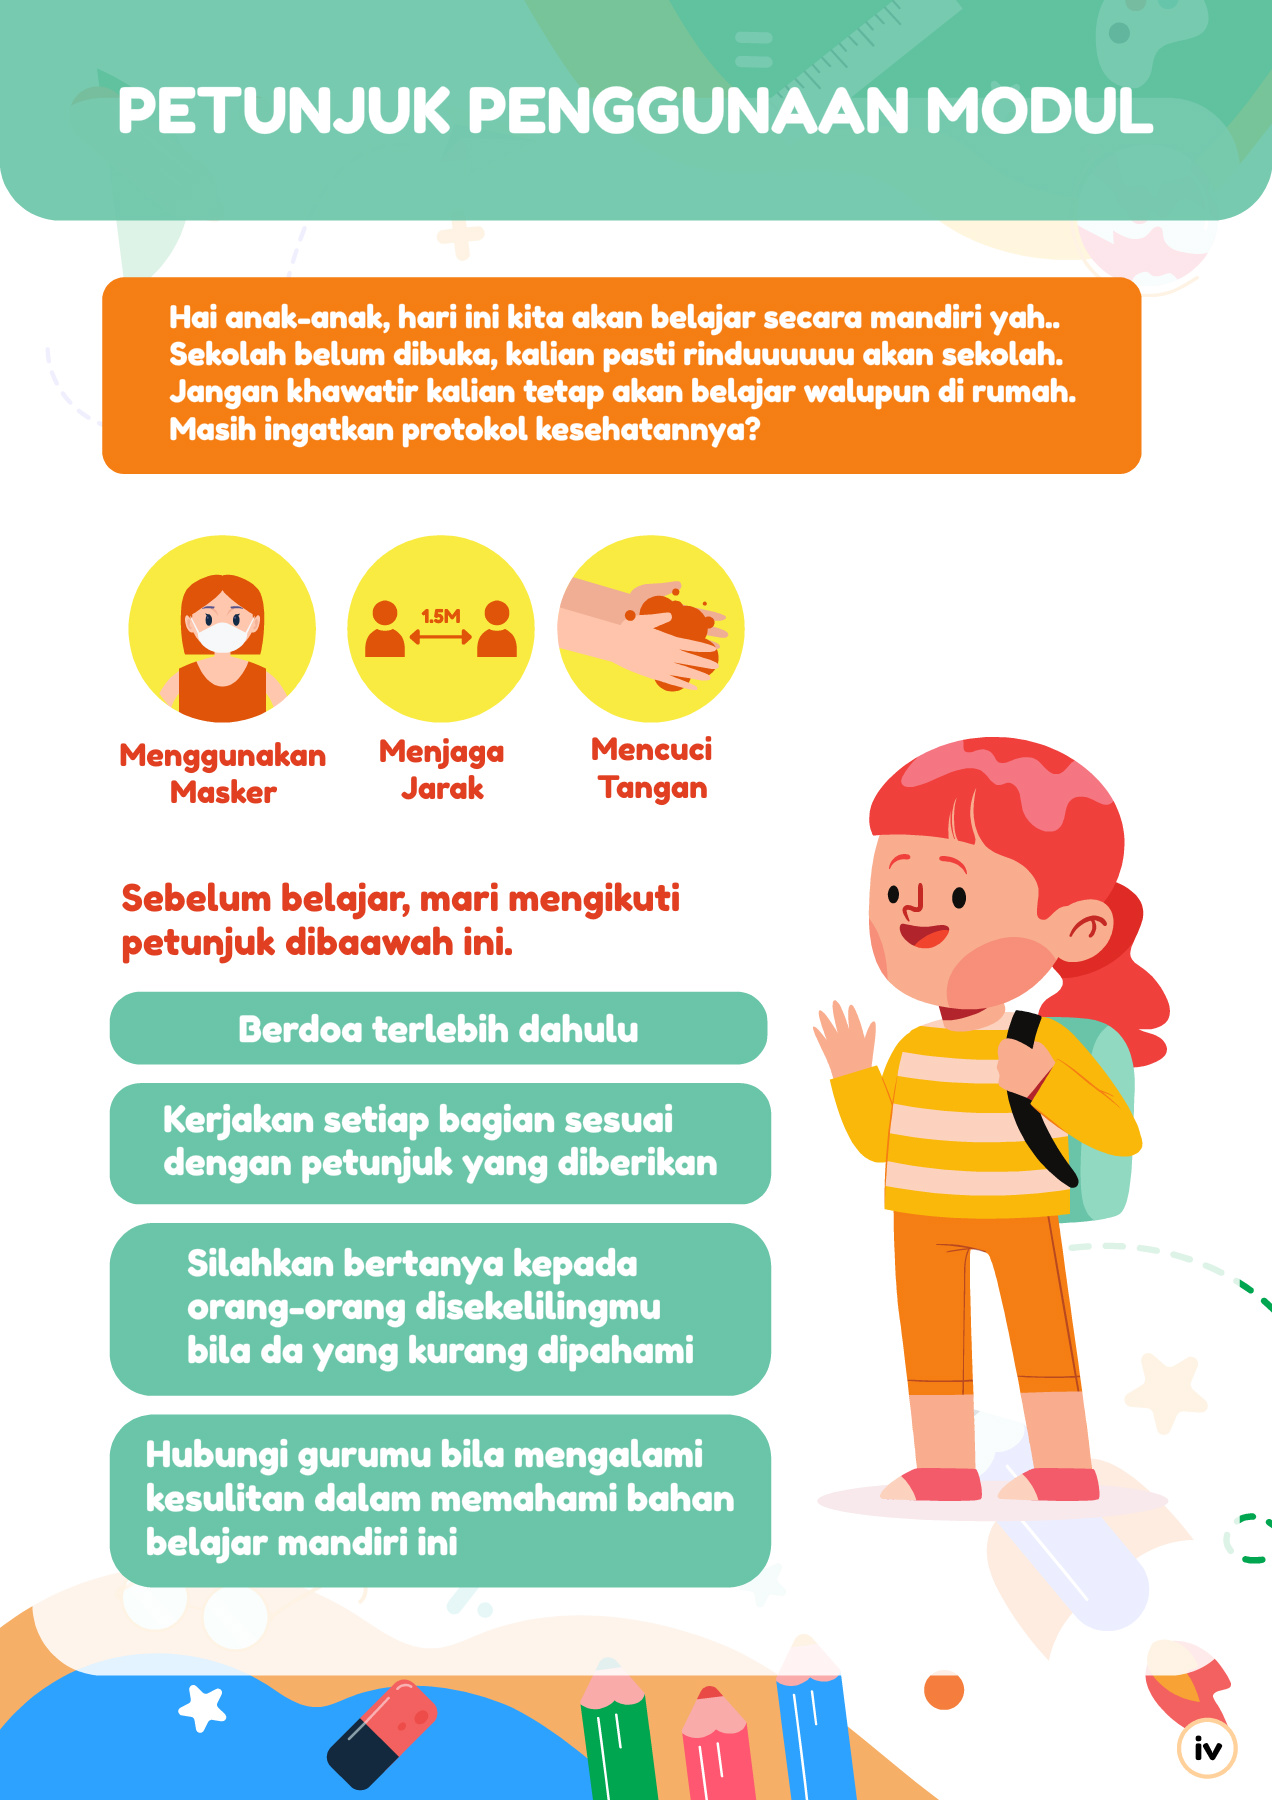 PETUNJUK PENGGUNAAN MODUL
Hai anak-anak, hari ini kita akan belajar secara mandiri yah..
Sekolah belum dibuka, kalian pasti rinduuuuuu akan sekolah.
Jangan khawatir kalian tetap akan belajar walupun di rumah.
Masih ingatkan protokol kesehatannya?
1.5M
Menggunakan
Masker
Menjaga
Jarak
Mencuci
Tangan
Sebelum belajar, mari mengikuti
petunjuk dibaawah ini.
Berdoa terlebih dahulu
Kerjakan setiap bagian sesuai
dengan petunjuk yang diberikan
Silahkan bertanya kepada
orang-orang disekelilingmu
bila da yang kurang dipahami
Hubungi gurumu bila mengalami
kesulitan dalam memahami bahan
belajar mandiri ini
iv